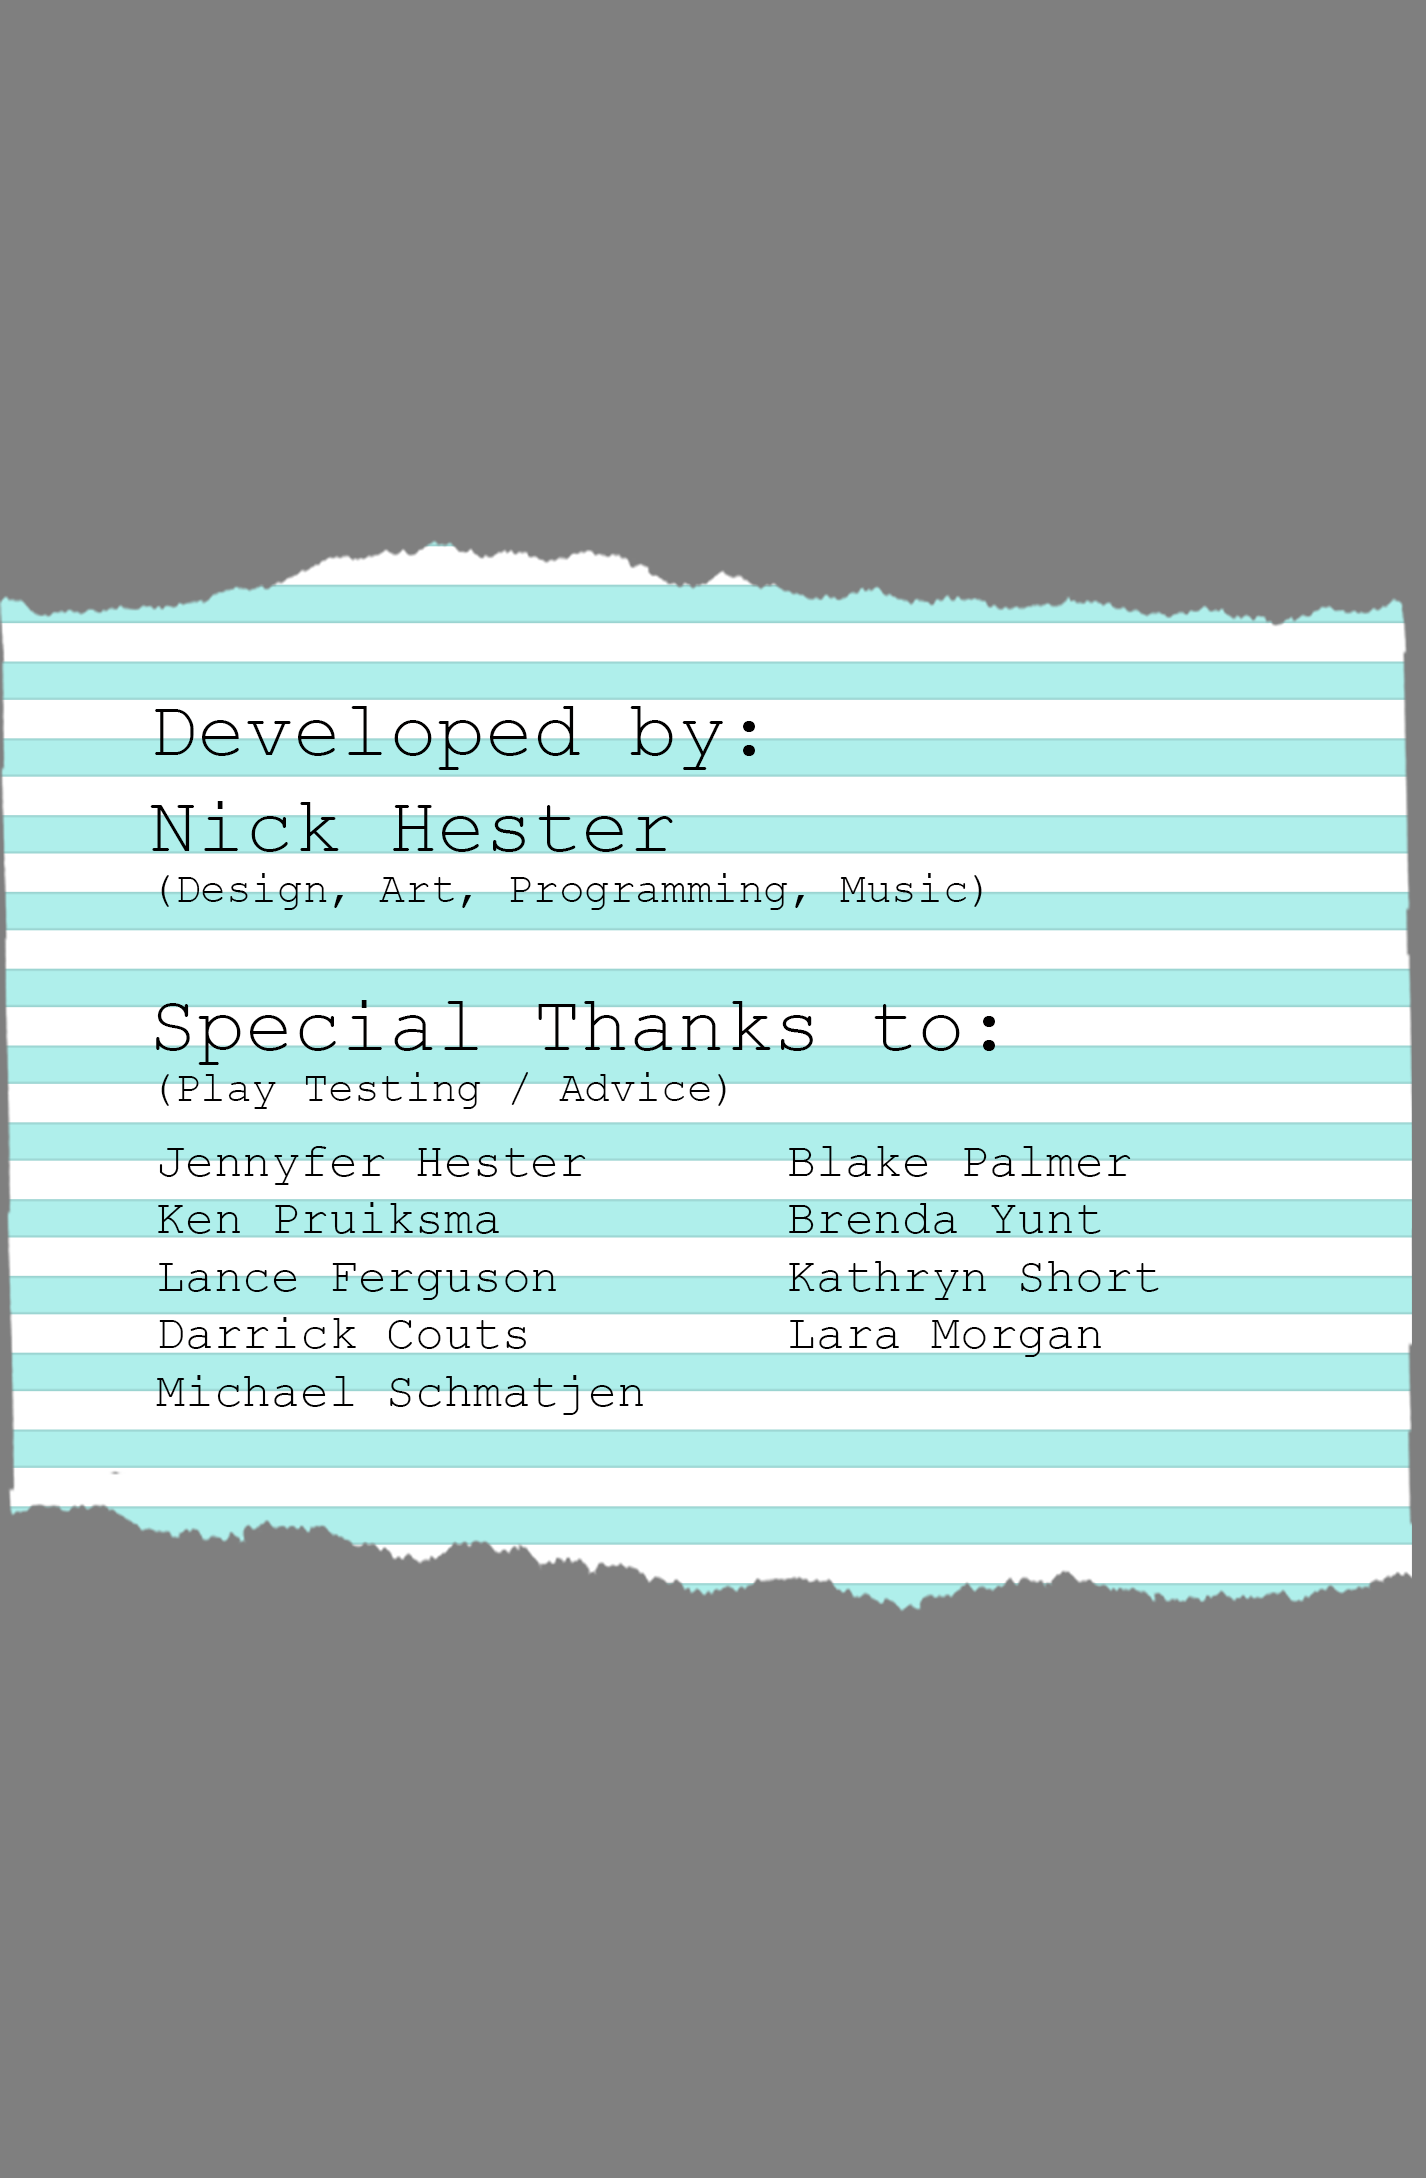 Developed by:
Nick Hester
(Design, Art, Programming, Music)
Special Thanks to:
(Play Testing / Advice)
Jennyfer Hester
Ken Pruiksma
Lance Ferguson
Darrick Couts
Michael Schmatjen
Blake Palmer
Brenda Yunt
Kathryn Short
Lara Morgan